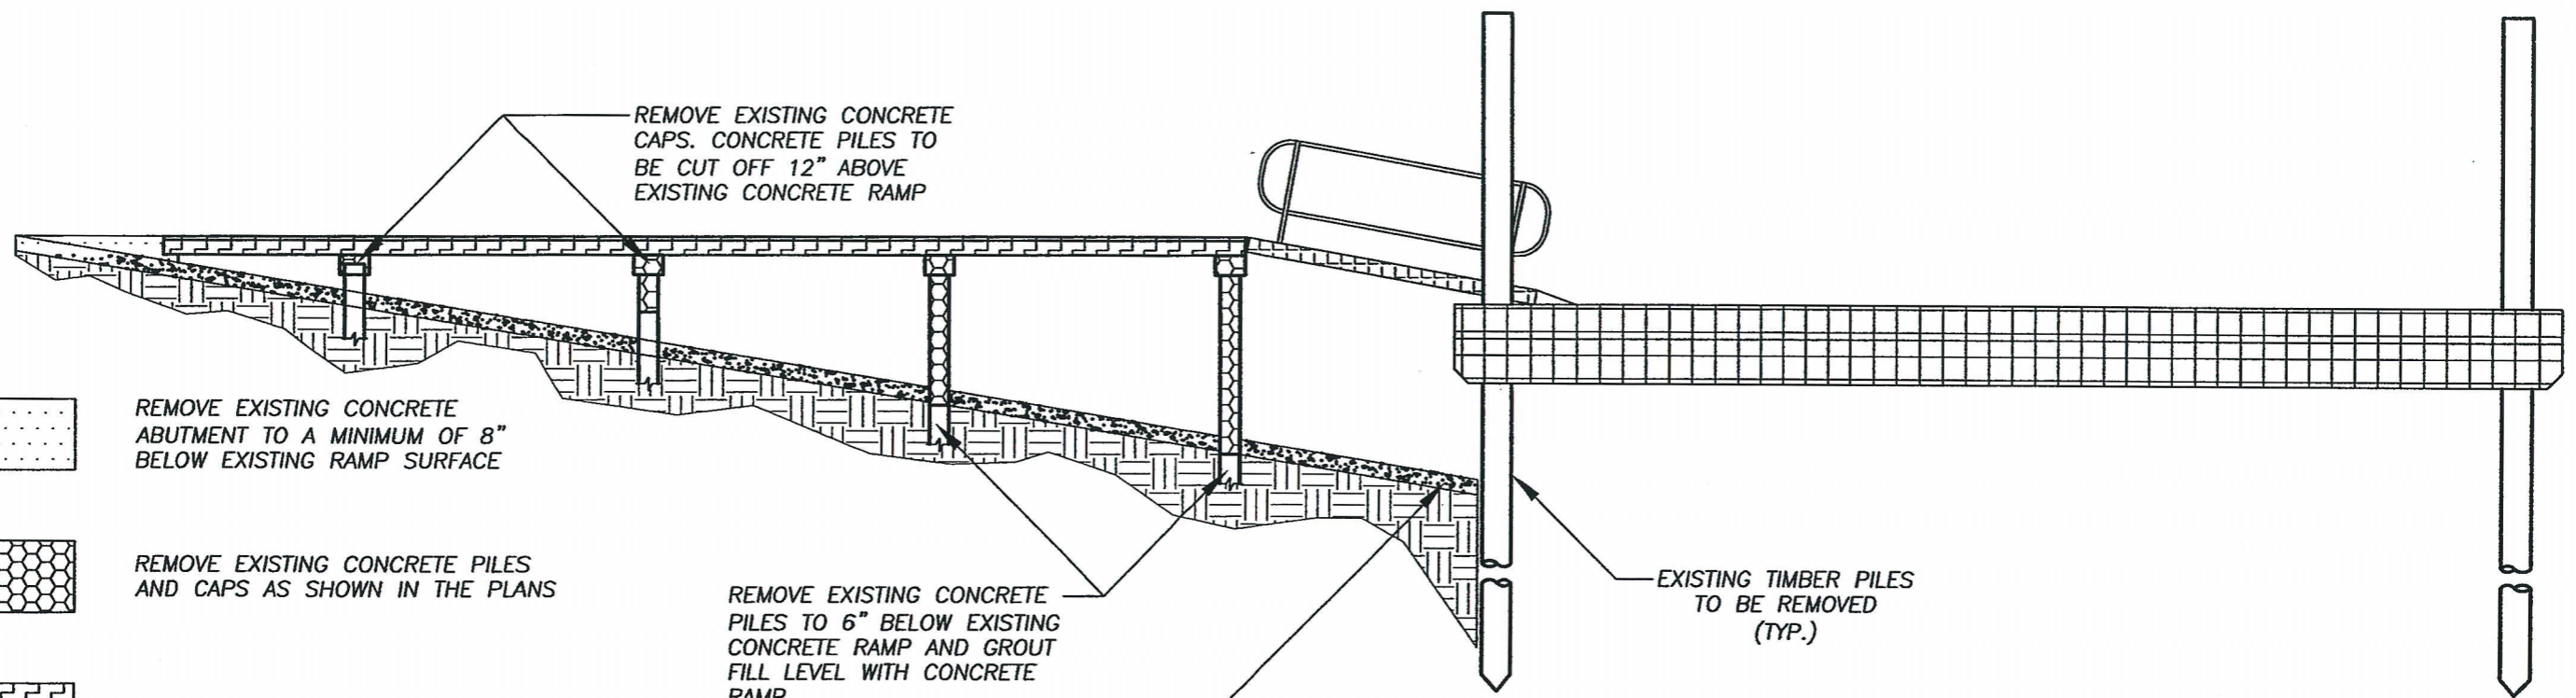 REMOVE EXISTING CONCRETE
CAPS. CONCRETE PILES TO
BE CUT OFF 12" ABOVE
EXISTING CONCRETE RAMP
REMOVE EXISTING CONCRETE
ABUTMENT TO A MINIMUM OF 8"
BELOW EXISTING RAMP SURFACE
REMOVE EXISTING CONCRETE PILES
AND CAPS AS SHOWN IN THE PLANS
REMOVE EXISTING CONCRETE
PILES TO 6" BELOW EXISTING
CONCRETE RAMP AND GROUT
FILL LEVEL WITH CONCRETE
RAMP
EXISTING TIMBER PILES
TO BE REMOVED
(TYP.)